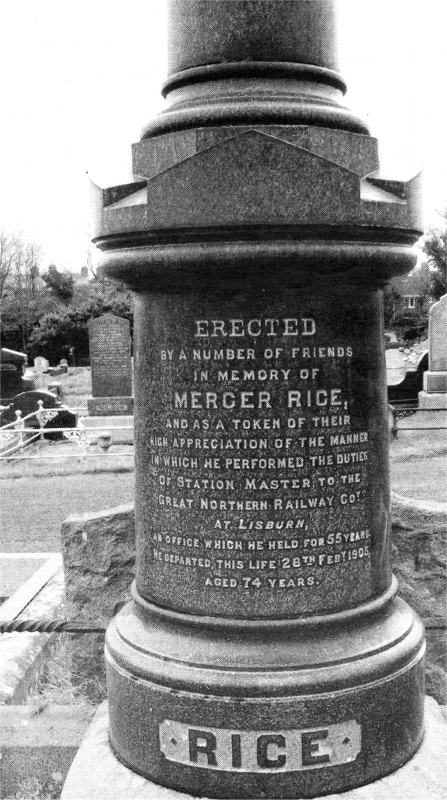 ERECTED
BY A NUMBER OF FRIENDS
IN MEMORY OF
MERCER RICE,
AND AS A TOKEN OF THEIR
HIGH APPRECIATION OF THE MANNER
IN WHICH HE PERFORMED THE DUTIES
OF STATION MASTER, TO THE
GREAT NORTHERN RAILWAY COY.
AT LISBURN,
AN OFFICE WHICH HE HELD FOR 55 YEARS.
HE DEPARTED THIS LIFE 28TH FEBY. 1905,
AGED 74 YEARS.
RICE